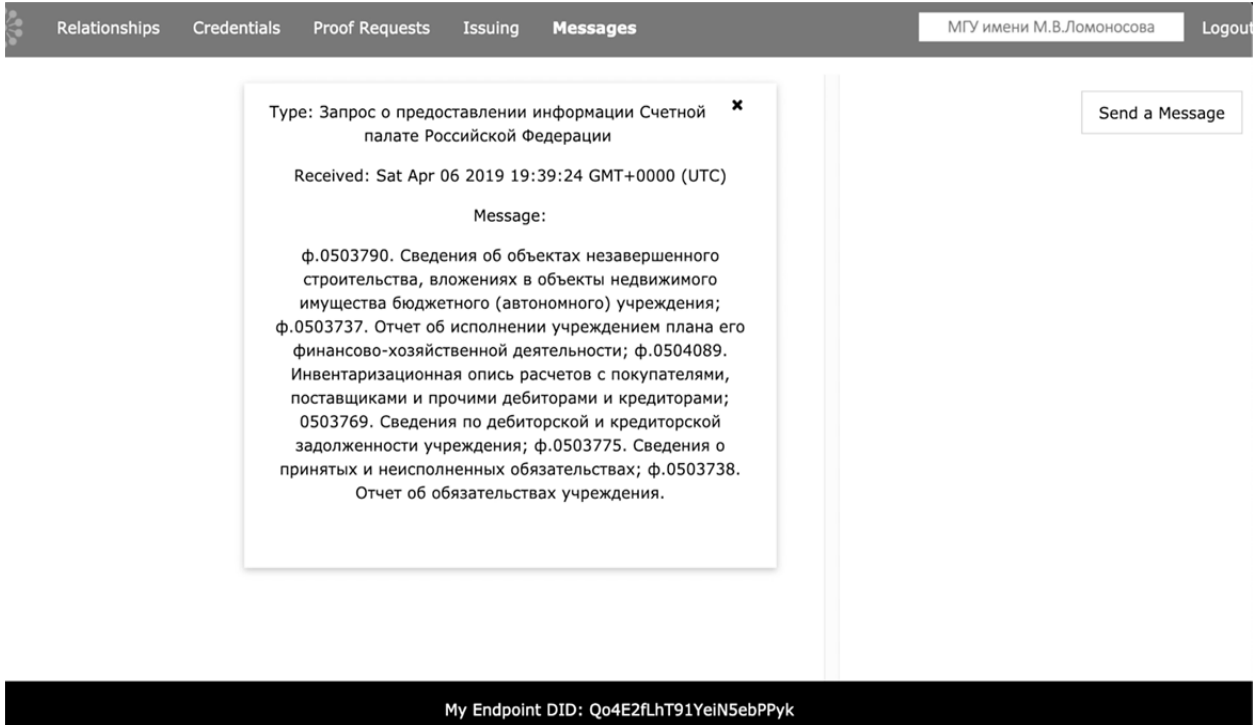 Relationships Credentials Proof Requests Issuing Messages МГУ имени М.В.Ломоносова Logout
Send a Message
Type: Запрос о предоставлении информации Счетной
палате Российской Федерации
Received: Sat Apr 06 2019 19:39:24 GMT+0000 (UTC)
Message:
ф.0503790. Сведения об объектах незавершенного
строительства, вложениях в объекты недвижимого
имущества бюджетного (автономного) учреждения;
ф.0503737. Отчет об исполнении учреждением плана его
финансово-хозяйственной деятельности; ф.0504089.
Инвентаризационная опись расчетов с покупателями,
поставщиками и прочими дебиторами и кредиторами;
0503769. Сведения по дебиторской и кредиторской
задолженности учреждения; ф.0503775. Сведения о
принятых и неисполненных обязательствах; ф.0503738.
Отчет об обязательствах учреждения.
My Endpoint DID: Qo4E2fLhT91YeiN5ebPPyk